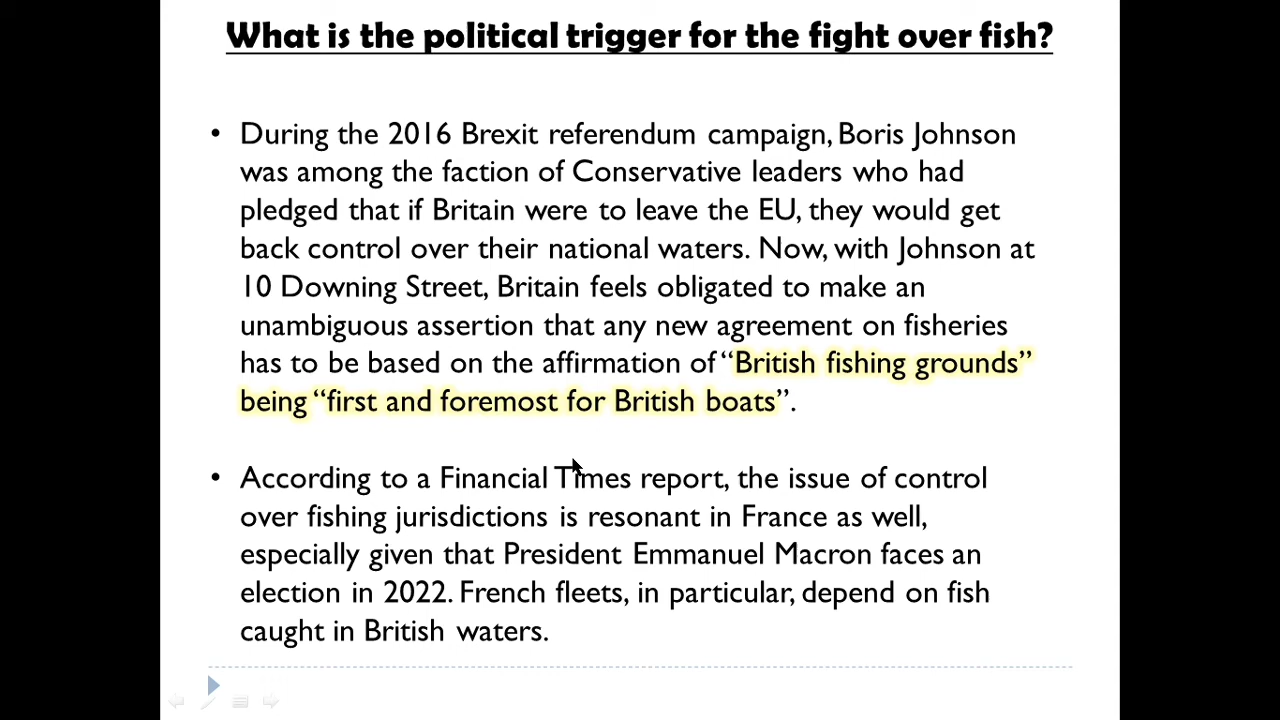 What is the political trigger for the fight over fish?
• During the 2016 Brexit referendum campaign, Boris Johnson
was among the faction of Conservative leaders who had
pledged that if Britain were to leave the EU, they would get
back control over their national waters. Now, with Johnson at
10 Downing Street, Britain feels obligated to make an
unambiguous assertion that any new agreement on fisheries
has to be based on the affirmation of “British fishing grounds”
being “first and foremost for British boats”.
• According to a Financial Times report, the issue of control
over fishing jurisdictions is resonant in France as well,
especially given that President Emmanuel Macron faces an
election in 2022. French fleets, in particular, depend on fish
caught in British waters.